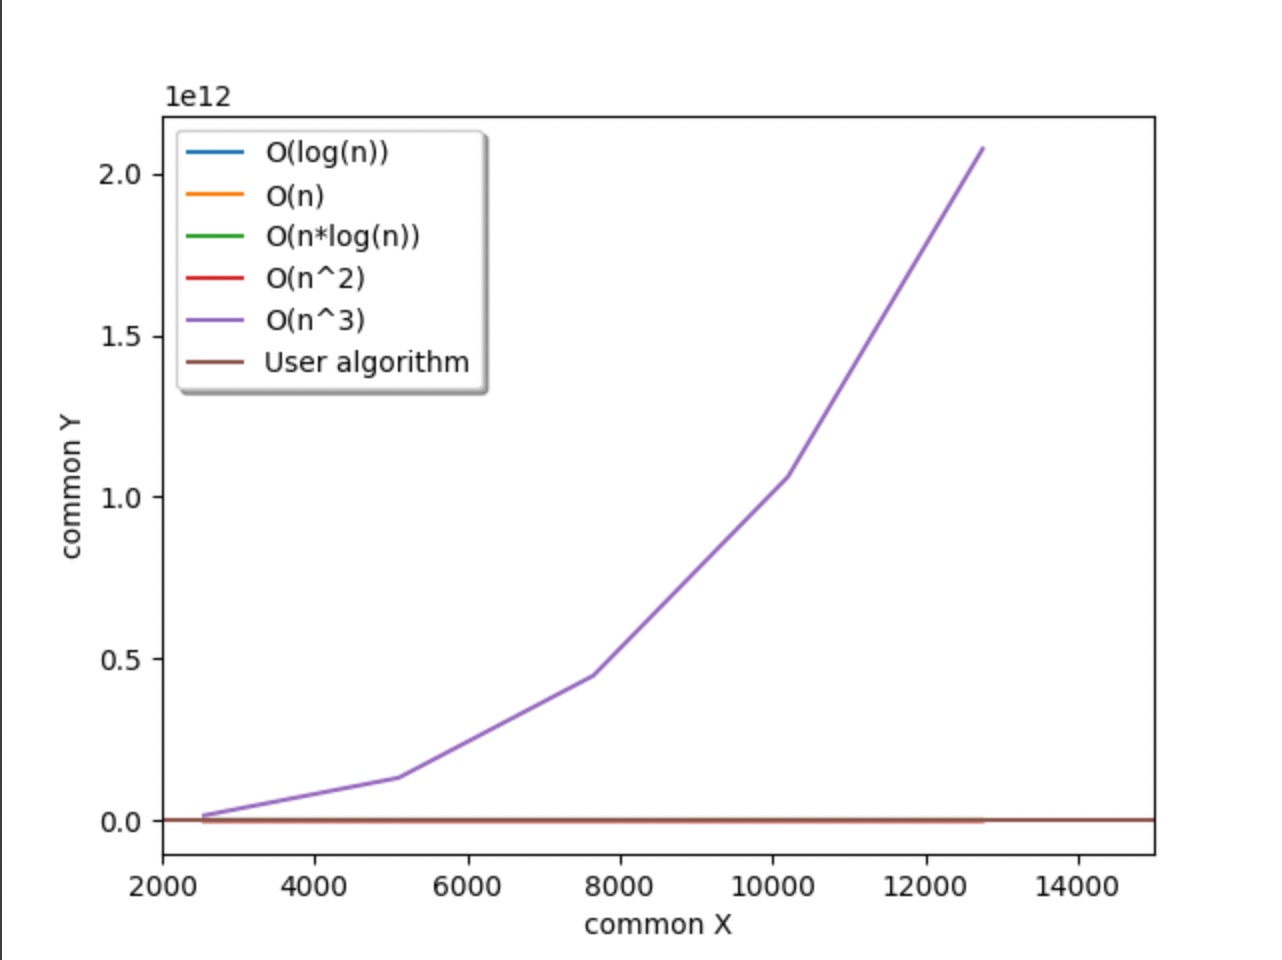 1e12
O(log(n))
O(n)
O(n*log(n))
O(n^2)
O(n^3)
User algorithm
2.0
1.5
1.0
0.5
0.0
common Y
2000 4000 6000 8000 10000 12000 14000
common X